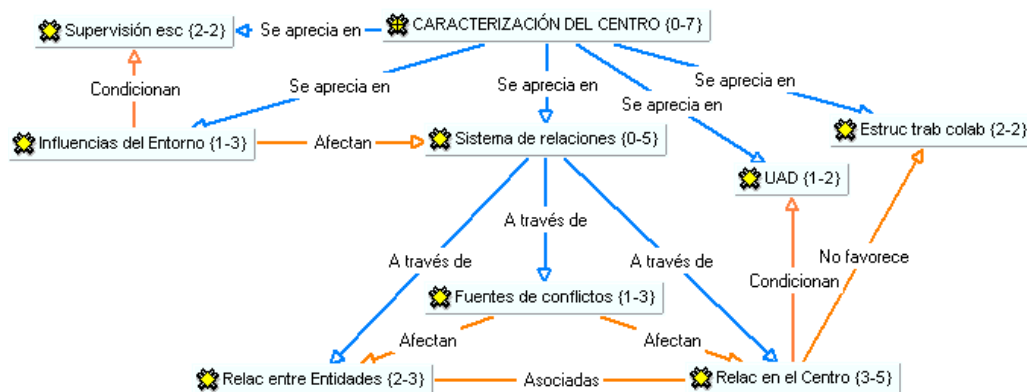 CARACTERIZACIÓN DEL CENTRO {0-7}
Supervisión esc {2-2}
Se aprecia en
Condicionan
Se aprecia en
Se aprecia en
Se aprecia en
Se aprecia en
Influencias del Entorno {1-3}
Afectan
Sistema de relaciones {0-5}
Estruc trab colab {2-2}
UAD {1-2}
A través de
A través de
A través de
No favorece
Condicionan
Fuentes de conflictos {1-3}
Afectan
Afectan
Relac entre Entidades {2-3}
Asociadas
Relac en el Centro {3-5}